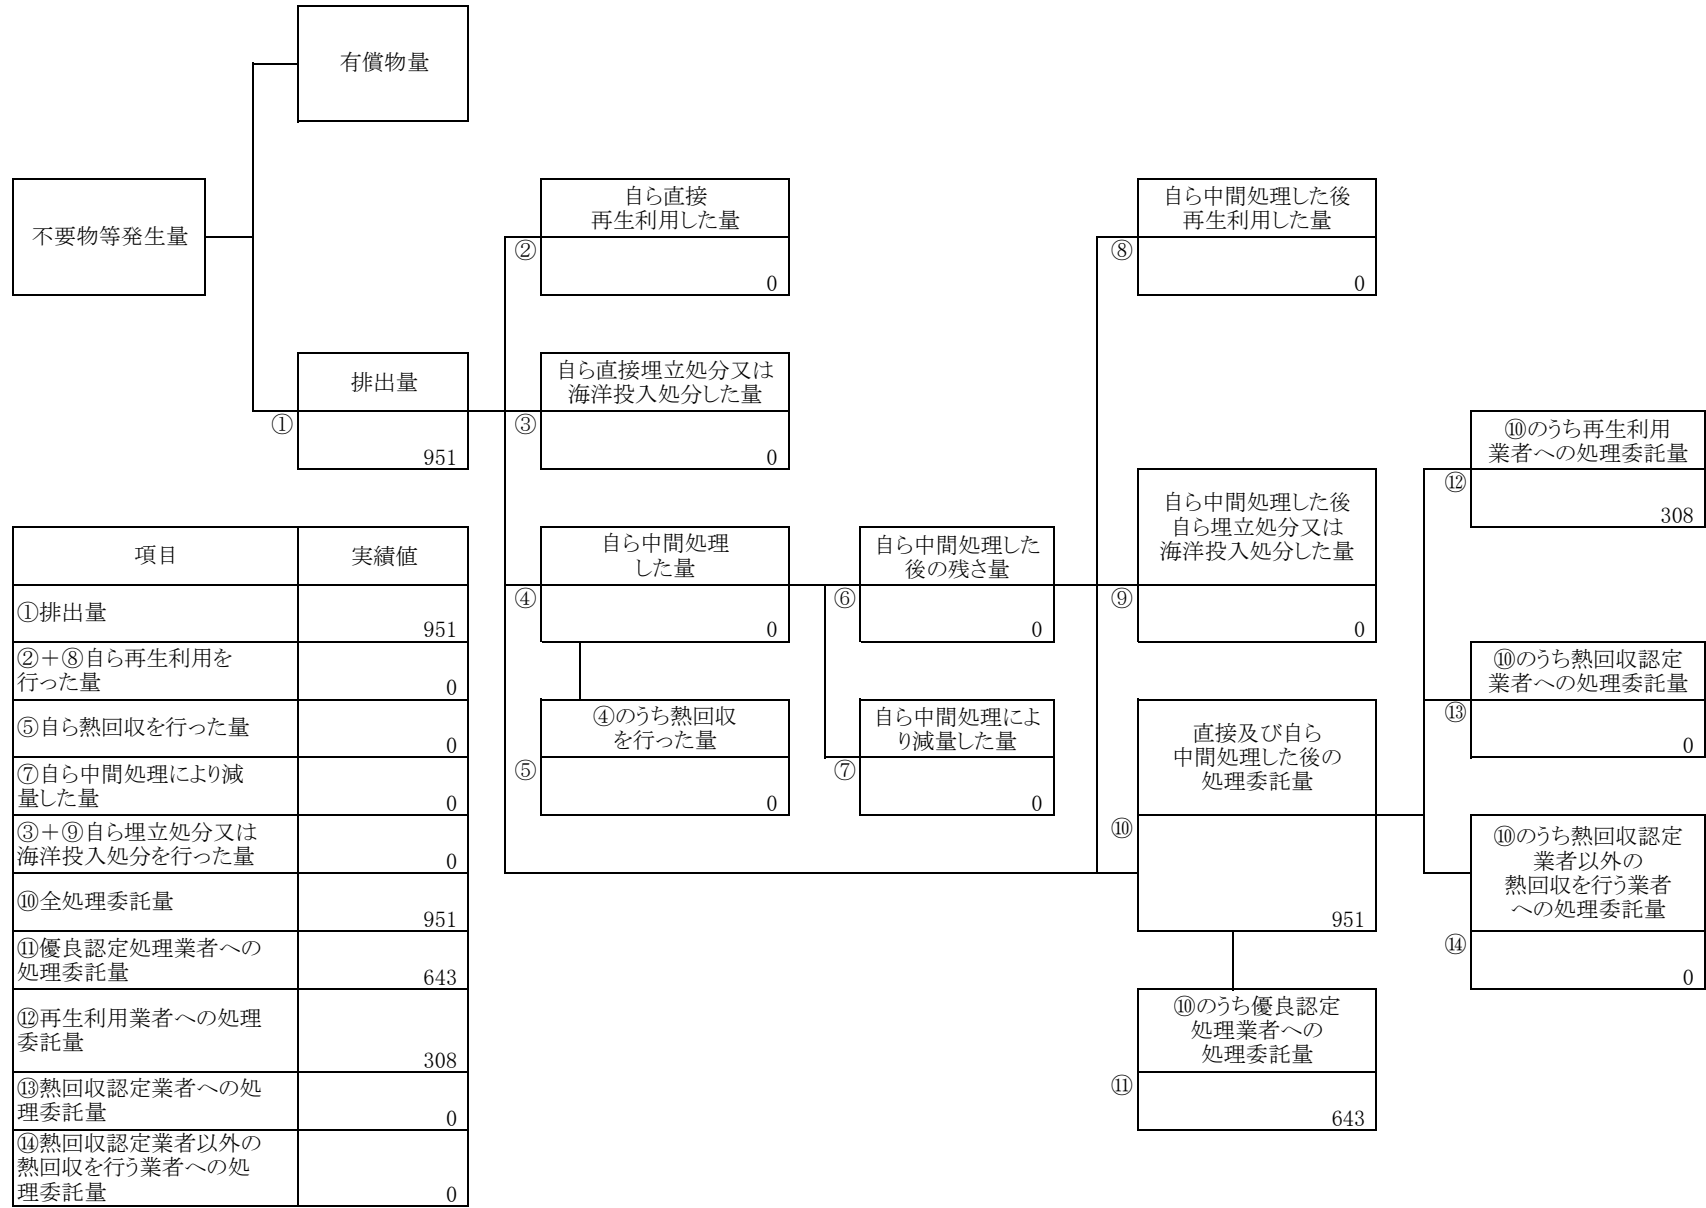 有償物量
不要物等発生量
自ら直接
再生利用した量
②
0
自ら中間処理した後
再生利用した量
⑧
0
排出量
①
951
自ら直接埋立処分又は
海洋投入処分した量
③
0
⑩のうち再生利用
業者への処理委託量
⑫
308
自ら中間処理
した量
④
0
自ら中間処理した
後の残さ量
⑥
0
自ら中間処理した後
自ら埋立処分又は
海洋投入処分した量
⑨
0
⑩のうち熱回収認定
業者への処理委託量
⑬
0
④のうち熱回収
を行った量
⑤
0
自ら中間処理によ
り減量した量
⑦
0
直接及び自ら
中間処理した後の
処理委託量
⑩
951
⑩のうち熱回収認定
業者以外の
熱回収を行う業者
への処理委託量
⑭
0
⑩のうち優良認定
処理業者への
処理委託量
⑪
643
項目 実績値
①排出量
951
②+⑧自ら再生利用を
行った量
0
⑤自ら熱回収を行った量
0
⑦自ら中間処理により減
量した量
0
③+⑨自ら埋立処分又は
海洋投入処分を行った量
0
⑩全処理委託量
951
⑪優良認定処理業者への
処理委託量
643
⑫再生利用業者への処理
委託量
308
⑬熱回収認定業者への処
理委託量
0
⑭熱回収認定業者以外の
熱回収を行う業者への処
理委託量
0